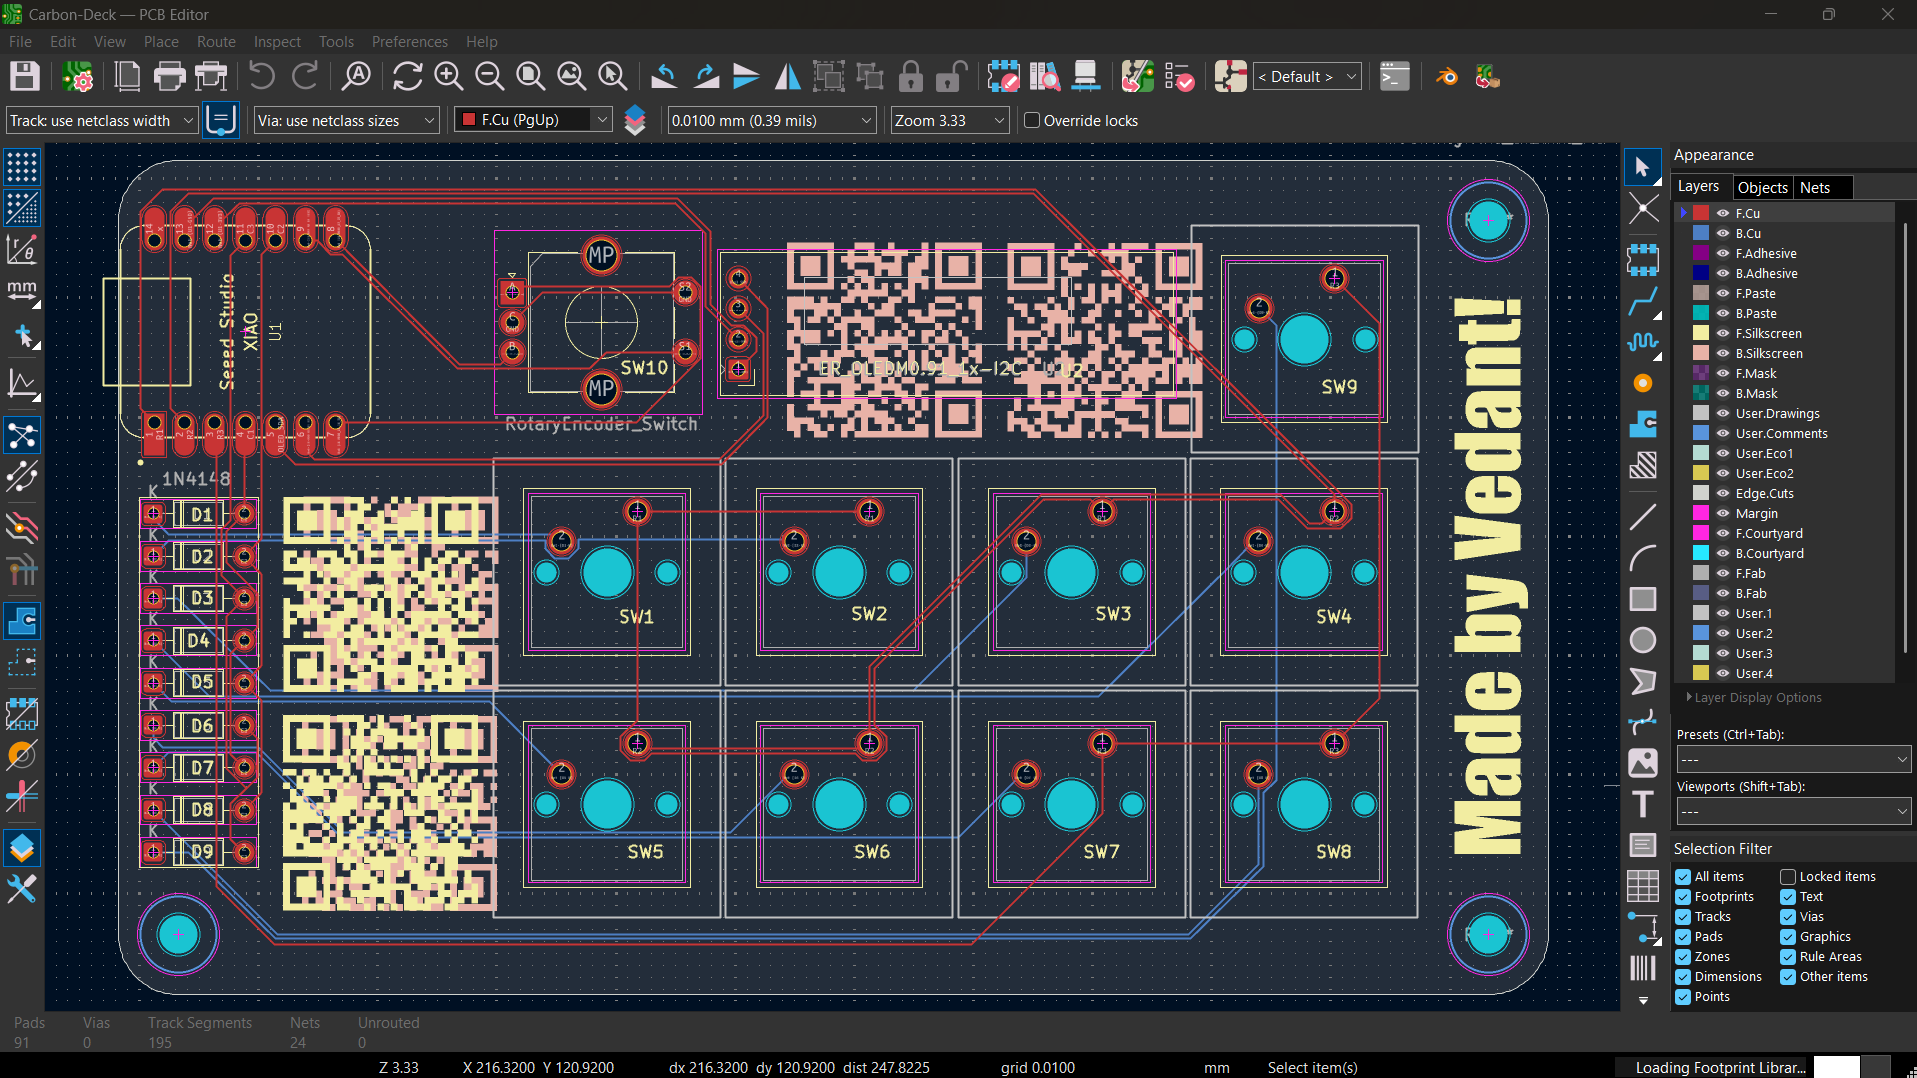 Carbon-Deck — PCB Editor
File Edit View Place Route Inspect Tools Preferences Help
< Default >
Track: use netclass width
Via: use netclass sizes
F.Cu (PgUp)
0.0100 mm (0.39 mils)
Zoom 3.33
Override locks
Appearance
Layers Objects Nets
F.Cu
B.Cu
F.Adhesive
B.Adhesive
F.Paste
B.Paste
F.Silkscreen
B.Silkscreen
F.Mask
B.Mask
User.Drawings
User.Comments
User.Eco1
User.Eco2
Edge.Cuts
Margin
F.Courtyard
B.Courtyard
F.Fab
B.Fab
User.1
User.2
User.3
User.4
Layer Display Options
Presets (Ctrl+Tab):
---
Viewports (Shift+Tab):
---
Selection Filter
All items Locked items
Footprints Text
Tracks Vias
Pads Graphics
Zones Rule Areas
Dimensions Other items
Points
mm
Seeed Studio
XIAO
U1
MP
MP
SW10
RotaryEncoder_Switch
ER_OLEDM0.91_1x-I2C
U2
SW9
1N4148
K
D1
K
D2
K
D3
K
D4
K
D5
K
D6
K
D7
K
D8
K
D9
SW1
SW2
SW3
SW4
SW5
SW6
SW7
SW8
Made by Vedant!
Pads Vias Track Segments Nets Unrouted
91 0 195 24 0
Z 3.33 X 216.3200 Y 120.9200 dx 216.3200 dy 120.9200 dist 247.8225 grid 0.0100 mm Select item(s) Loading Footprint Librar...